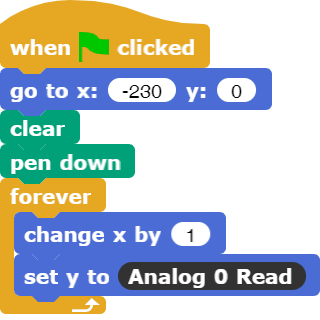 when clicked
go to x: -230 y: 0
clear
pen down
forever
change x by 1
set y to Analog 0 Read